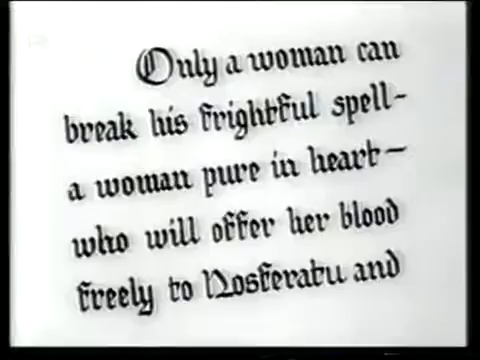 Only a woman can
break his frightful spell-
a woman pure in heart—
who will offer her blood
freely to Nosferatu and